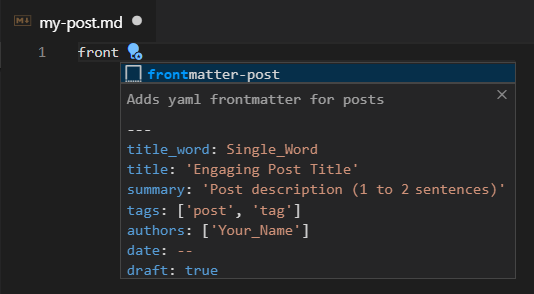 my-post.md
1 front
frontmatter-post
Adds yaml frontmatter for posts
---
title_word: Single_Word
title: 'Engaging Post Title'
summary: 'Post description (1 to 2 sentences)'
tags: ['post', 'tag']
authors: ['Your_Name']
date: --
draft: true